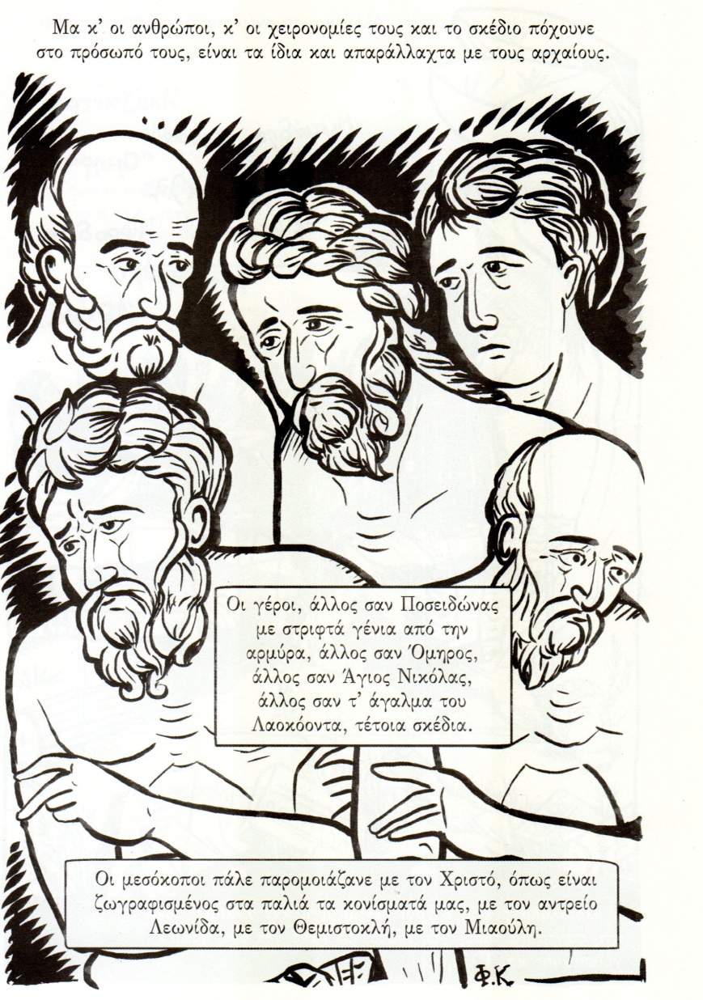 Μα κ' οι ανθρώποι, κ' οι χειρονομίες τους και το σκέδιο πόχουνε
στο πρόσωπό τους, είναι τα ίδια και απαράλλαχτα με τους αρχαίους.
Οι γέροι, άλλος σαν Ποσειδώνας
με στριφτά γένια από την
αρμύρα, άλλος σαν Όμηρος,
άλλος σαν Άγιος Νικόλας,
άλλος σαν τ' άγαλμα του
Λαοκόοντα, τέτοια σκέδια.
Οι μεσόκοποι πάλε παρομοιάζανε με τον Χριστό, όπως είναι
ζωγραφισμένος στα παλιά τα κονίσματά μας, με τον αντρείο
Λεωνίδα, με τον Θεμιστοκλή, με τον Μιαούλη.
Φ.Κ